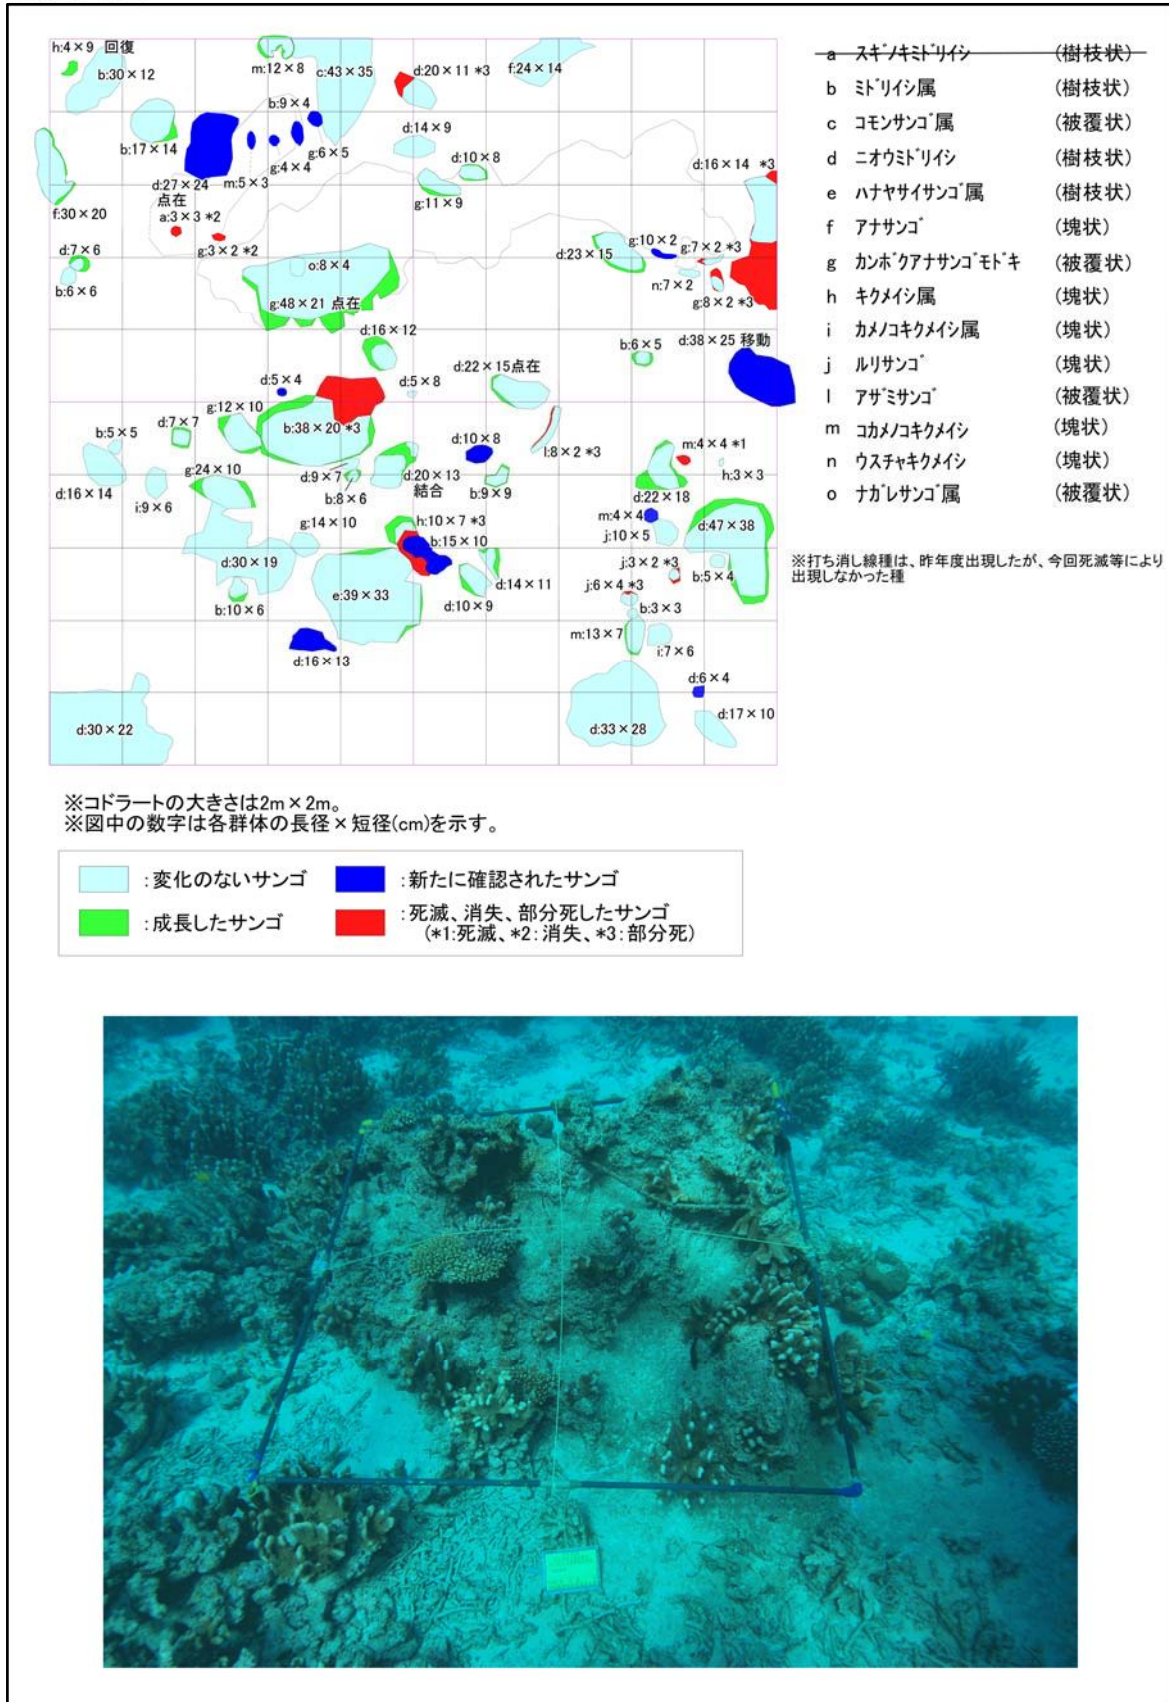 h:4×9 回復
b:30×12
m:12×8
c:43×35
d:20×11 *3
f:24×14
b:9×4
b:17×14
g:6×5
g:4×4
m:5×3
d:14×9
d:10×8
d:16×14 *3
d:27×24
点在
g:11×9
f:30×20
a:3×3 *2
g:3×2 *2
d:7×6
b:6×6
o:8×4
g:48×21 点在
d:23×15
g:10×2
g:7×2 *3
n:7×2
g:8×2 *3
d:16×12
b:6×5
d:38×25 移動
d:22×15点在
d:5×4
d:5×8
g:12×10
b:38×20 *3
d:7×7
b:5×5
d:10×8
l:8×2 *3
m:4×4 *1
h:3×3
g:24×10
d:9×7
d:20×13
結合
b:8×6
b:9×9
d:16×14
i:9×6
d:22×18
g:14×10
h:10×7 *3
b:15×10
m:4×4
j:10×5
d:47×38
d:30×19
j:3×2 *3
b:5×4
d:14×11
d:10×9
e:39×33
b:10×6
j:6×4 *3
b:3×3
m:13×7
i:7×6
d:16×13
d:6×4
d:30×22
d:33×28
d:17×10
a スギノキミドリイシ (樹枝状)
b ミドリイシ属 (樹枝状)
c コモンサンゴ属 (被覆状)
d ニオウミドリイシ (樹枝状)
e ハナヤサイサンゴ属 (樹枝状)
f アナサンゴ (塊状)
g カンボクアナサンゴモドキ (被覆状)
h キクメイシ属 (塊状)
i カメノコキクメイシ属 (塊状)
j ルリサンゴ (塊状)
l アザミサンゴ (被覆状)
m コカメノコキクメイシ (塊状)
n ウスチャキクメイシ (塊状)
o ナガレサンゴ属 (被覆状)
※打ち消し線種は、昨年度出現したが、今回死滅等により
出現しなかった種
※コドラートの大きさは2m×2m。
※図中の数字は各群体の長径×短径(cm)を示す。
:変化のないサンゴ
:新たに確認されたサンゴ
:成長したサンゴ
:死滅、消失、部分死したサンゴ
(*1:死滅、*2:消失、*3:部分死)